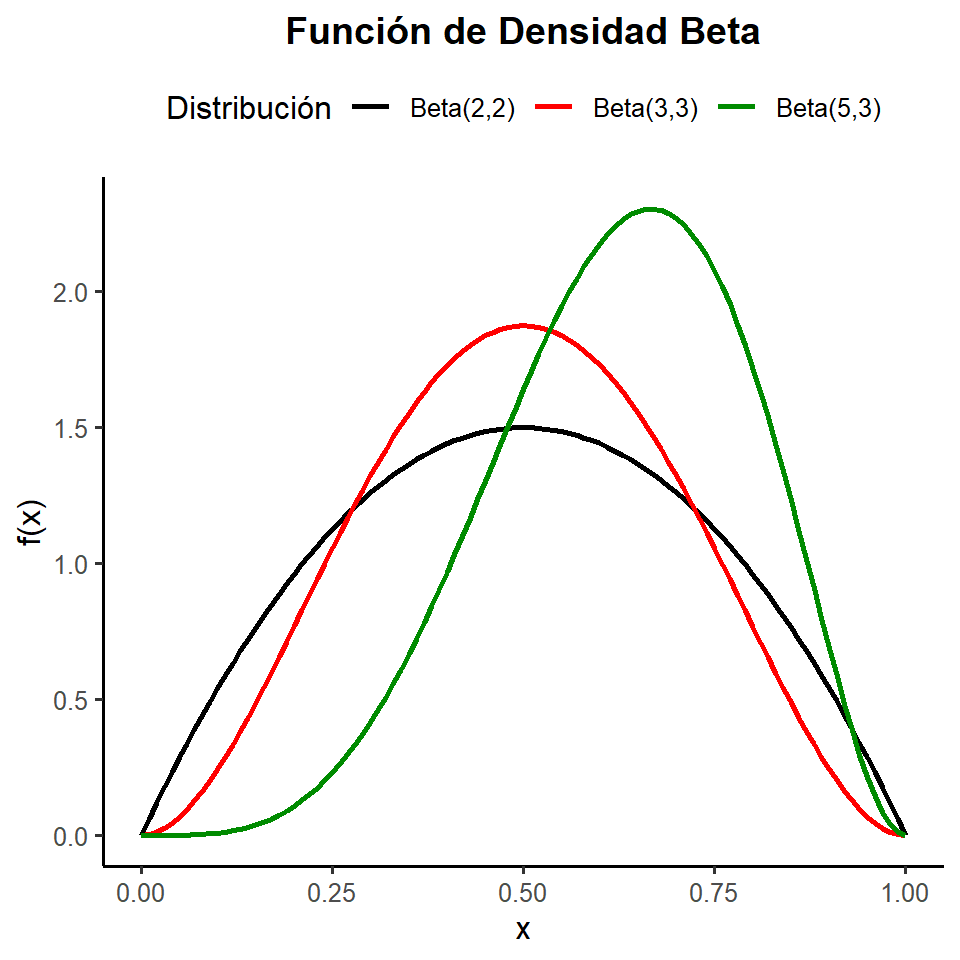 Función de Densidad Beta
Distribución Beta(2,2) Beta(3,3) Beta(5,3)
f(x)
2.0
1.5
1.0
0.5
0.0
0.00 0.25 0.50 0.75 1.00
x